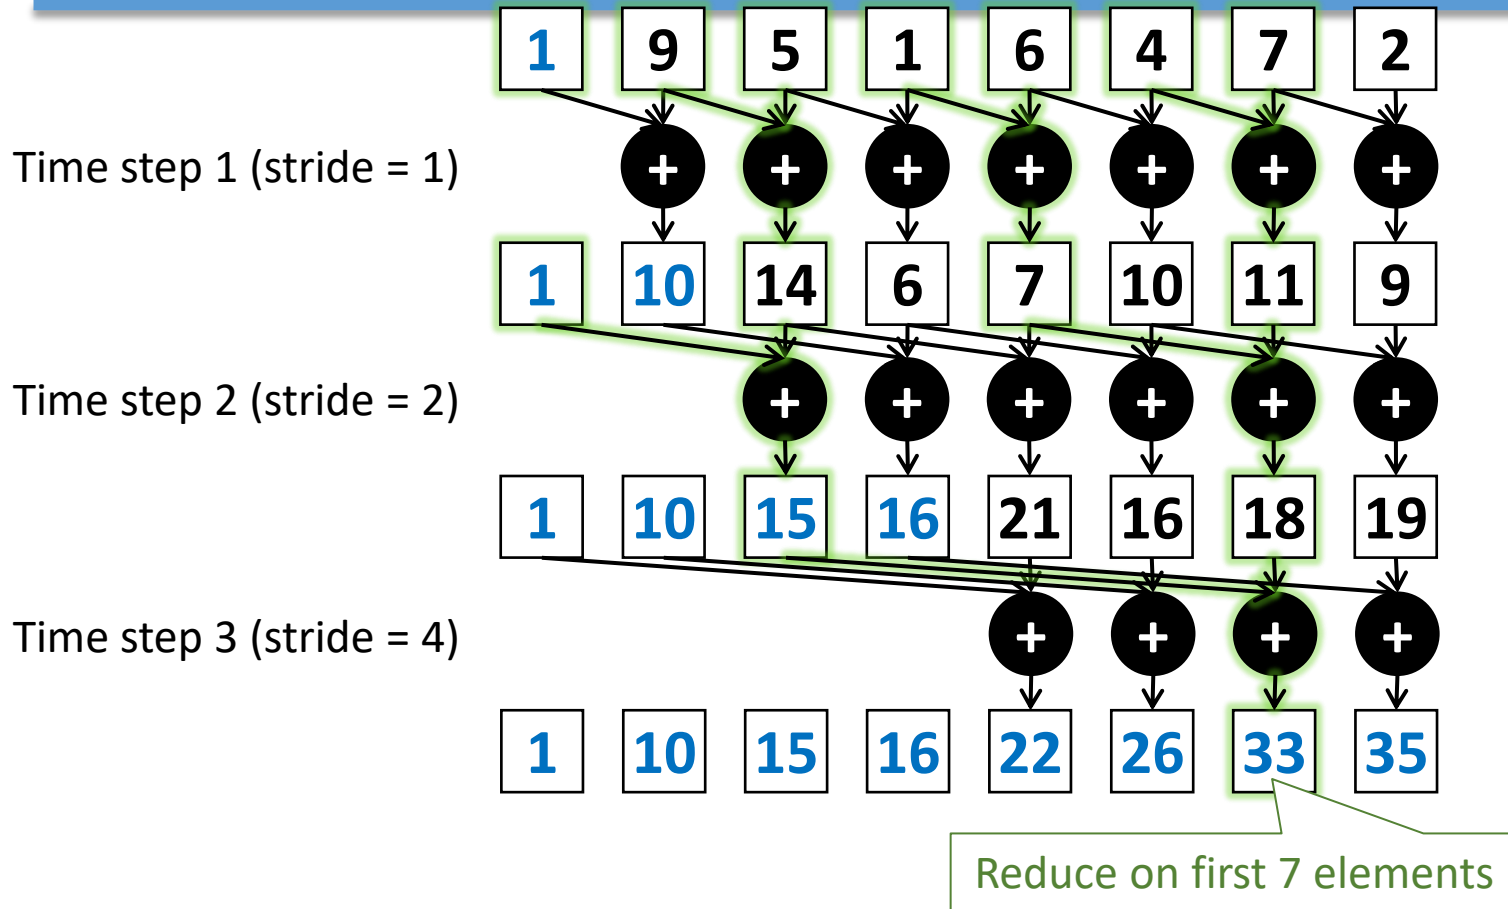 1 9 5 1 6 4 7 2
Time step 1 (stride = 1) + + + + + + +
1 10 14 6 7 10 11 9
Time step 2 (stride = 2) + + + + + +
1 10 15 16 21 16 18 19
Time step 3 (stride = 4) + + + +
1 10 15 16 22 26 33 35
Reduce on first 7 elements